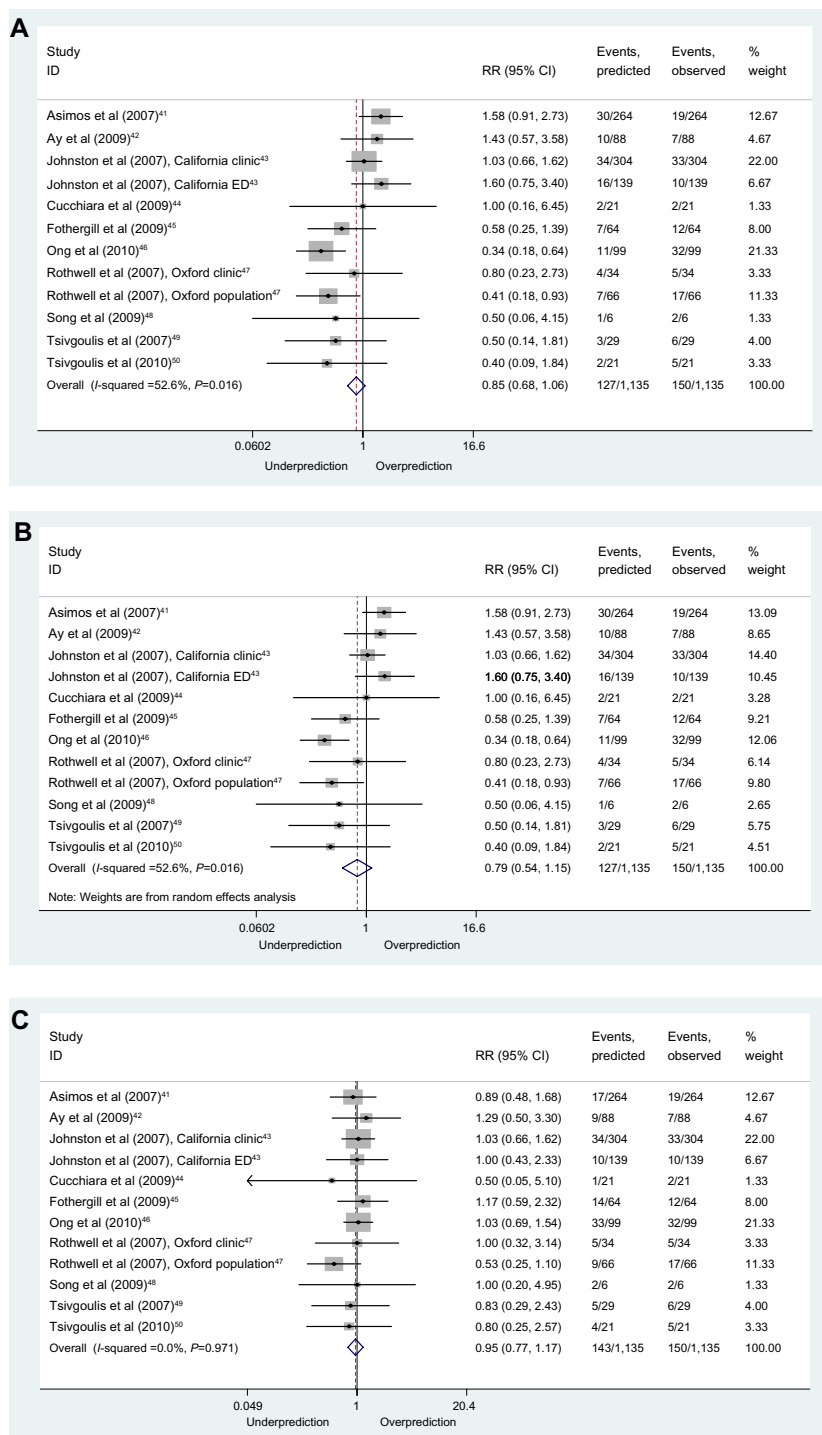 A
Study Events, Events, %
ID RR (95% CI) predicted observed weight
Asimos et al (2007)41 1.58 (0.91, 2.73) 30/264 19/264 12.67
Ay et al (2009)42 1.43 (0.57, 3.58) 10/88 7/88 4.67
Johnston et al (2007), California clinic43 1.03 (0.66, 1.62) 34/304 33/304 22.00
Johnston et al (2007), California ED43 1.60 (0.75, 3.40) 16/139 10/139 6.67
Cucchiara et al (2009)44 1.00 (0.16, 6.45) 2/21 2/21 1.33
Fothergill et al (2009)45 0.58 (0.25, 1.39) 7/64 12/64 8.00
Ong et al (2010)46 0.34 (0.18, 0.64) 11/99 32/99 21.33
Rothwell et al (2007), Oxford clinic47 0.80 (0.23, 2.73) 4/34 5/34 3.33
Rothwell et al (2007), Oxford population47 0.41 (0.18, 0.93) 7/66 17/66 11.33
Song et al (2009)48 0.50 (0.06, 4.15) 1/6 2/6 1.33
Tsivgoulis et al (2007)49 0.50 (0.14, 1.81) 3/29 6/29 4.00
Tsivgoulis et al (2010)50 0.40 (0.09, 1.84) 2/21 5/21 3.33
Overall (I-squared =52.6%, P=0.016) 0.85 (0.68, 1.06) 127/1,135 150/1,135 100.00
0.0602 1 16.6
Underprediction Overprediction
B
Study Events, Events, %
ID RR (95% CI) predicted observed weight
Asimos et al (2007)41 1.58 (0.91, 2.73) 30/264 19/264 13.09
Ay et al (2009)42 1.43 (0.57, 3.58) 10/88 7/88 8.65
Johnston et al (2007), California clinic43 1.03 (0.66, 1.62) 34/304 33/304 14.40
Johnston et al (2007), California ED43 1.60 (0.75, 3.40) 16/139 10/139 10.45
Cucchiara et al (2009)44 1.00 (0.16, 6.45) 2/21 2/21 3.28
Fothergill et al (2009)45 0.58 (0.25, 1.39) 7/64 12/64 9.21
Ong et al (2010)46 0.34 (0.18, 0.64) 11/99 32/99 12.06
Rothwell et al (2007), Oxford clinic47 0.80 (0.23, 2.73) 4/34 5/34 6.14
Rothwell et al (2007), Oxford population47 0.41 (0.18, 0.93) 7/66 17/66 9.80
Song et al (2009)48 0.50 (0.06, 4.15) 1/6 2/6 2.65
Tsivgoulis et al (2007)49 0.50 (0.14, 1.81) 3/29 6/29 5.75
Tsivgoulis et al (2010)50 0.40 (0.09, 1.84) 2/21 5/21 4.51
Overall (I-squared =52.6%, P=0.016) 0.79 (0.54, 1.15) 127/1,135 150/1,135 100.00
Note: Weights are from random effects analysis
0.0602 1 16.6
Underprediction Overprediction
C
Study Events, Events, %
ID RR (95% CI) predicted observed weight
Asimos et al (2007)41 0.89 (0.48, 1.68) 17/264 19/264 12.67
Ay et al (2009)42 1.29 (0.50, 3.30) 9/88 7/88 4.67
Johnston et al (2007), California clinic43 1.03 (0.66, 1.62) 34/304 33/304 22.00
Johnston et al (2007), California ED43 1.00 (0.43, 2.33) 10/139 10/139 6.67
Cucchiara et al (2009)44 0.50 (0.05, 5.10) 1/21 2/21 1.33
Fothergill et al (2009)45 1.17 (0.59, 2.32) 14/64 12/64 8.00
Ong et al (2010)46 1.03 (0.69, 1.54) 33/99 32/99 21.33
Rothwell et al (2007), Oxford clinic47 1.00 (0.32, 3.14) 5/34 5/34 3.33
Rothwell et al (2007), Oxford population47 0.53 (0.25, 1.10) 9/66 17/66 11.33
Song et al (2009)48 1.00 (0.20, 4.95) 2/6 2/6 1.33
Tsivgoulis et al (2007)49 0.83 (0.29, 2.43) 5/29 6/29 4.00
Tsivgoulis et al (2010)50 0.80 (0.25, 2.57) 4/21 5/21 3.33
Overall (I-squared =0.0%, P=0.971) 0.95 (0.77, 1.17) 143/1,135 150/1,135 100.00
0.049 1 20.4
Underprediction Overprediction